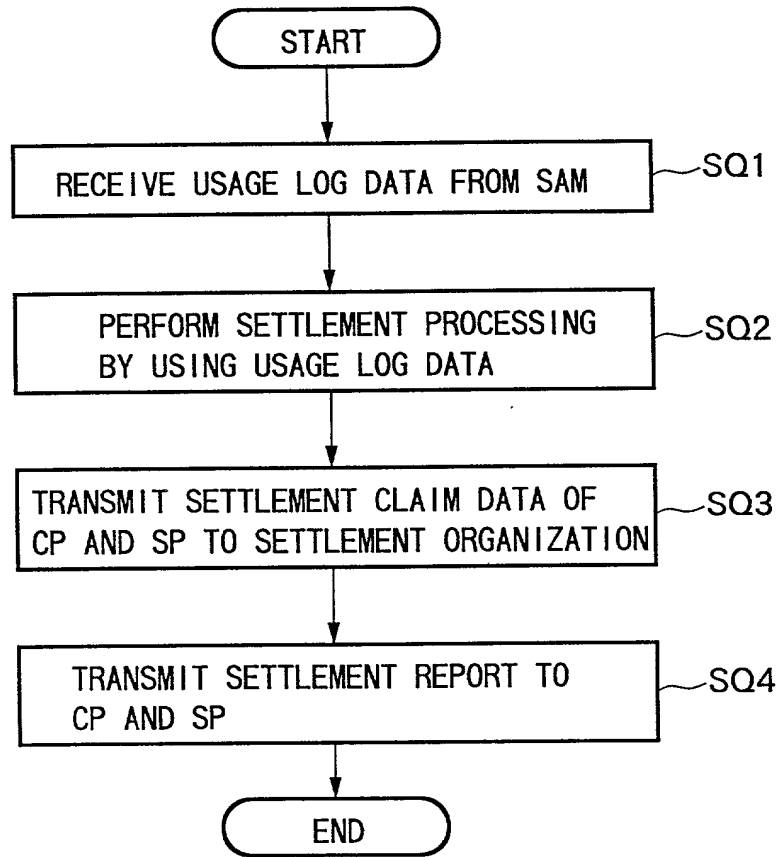 START
RECEIVE USAGE LOG DATA FROM SAM
SQ1
PERFORM SETTLEMENT PROCESSING
BY USING USAGE LOG DATA
SQ2
TRANSMIT SETTLEMENT CLAIM DATA OF
CP AND SP TO SETTLEMENT ORGANIZATION
SQ3
TRANSMIT SETTLEMENT REPORT TO
CP AND SP
SQ4
END